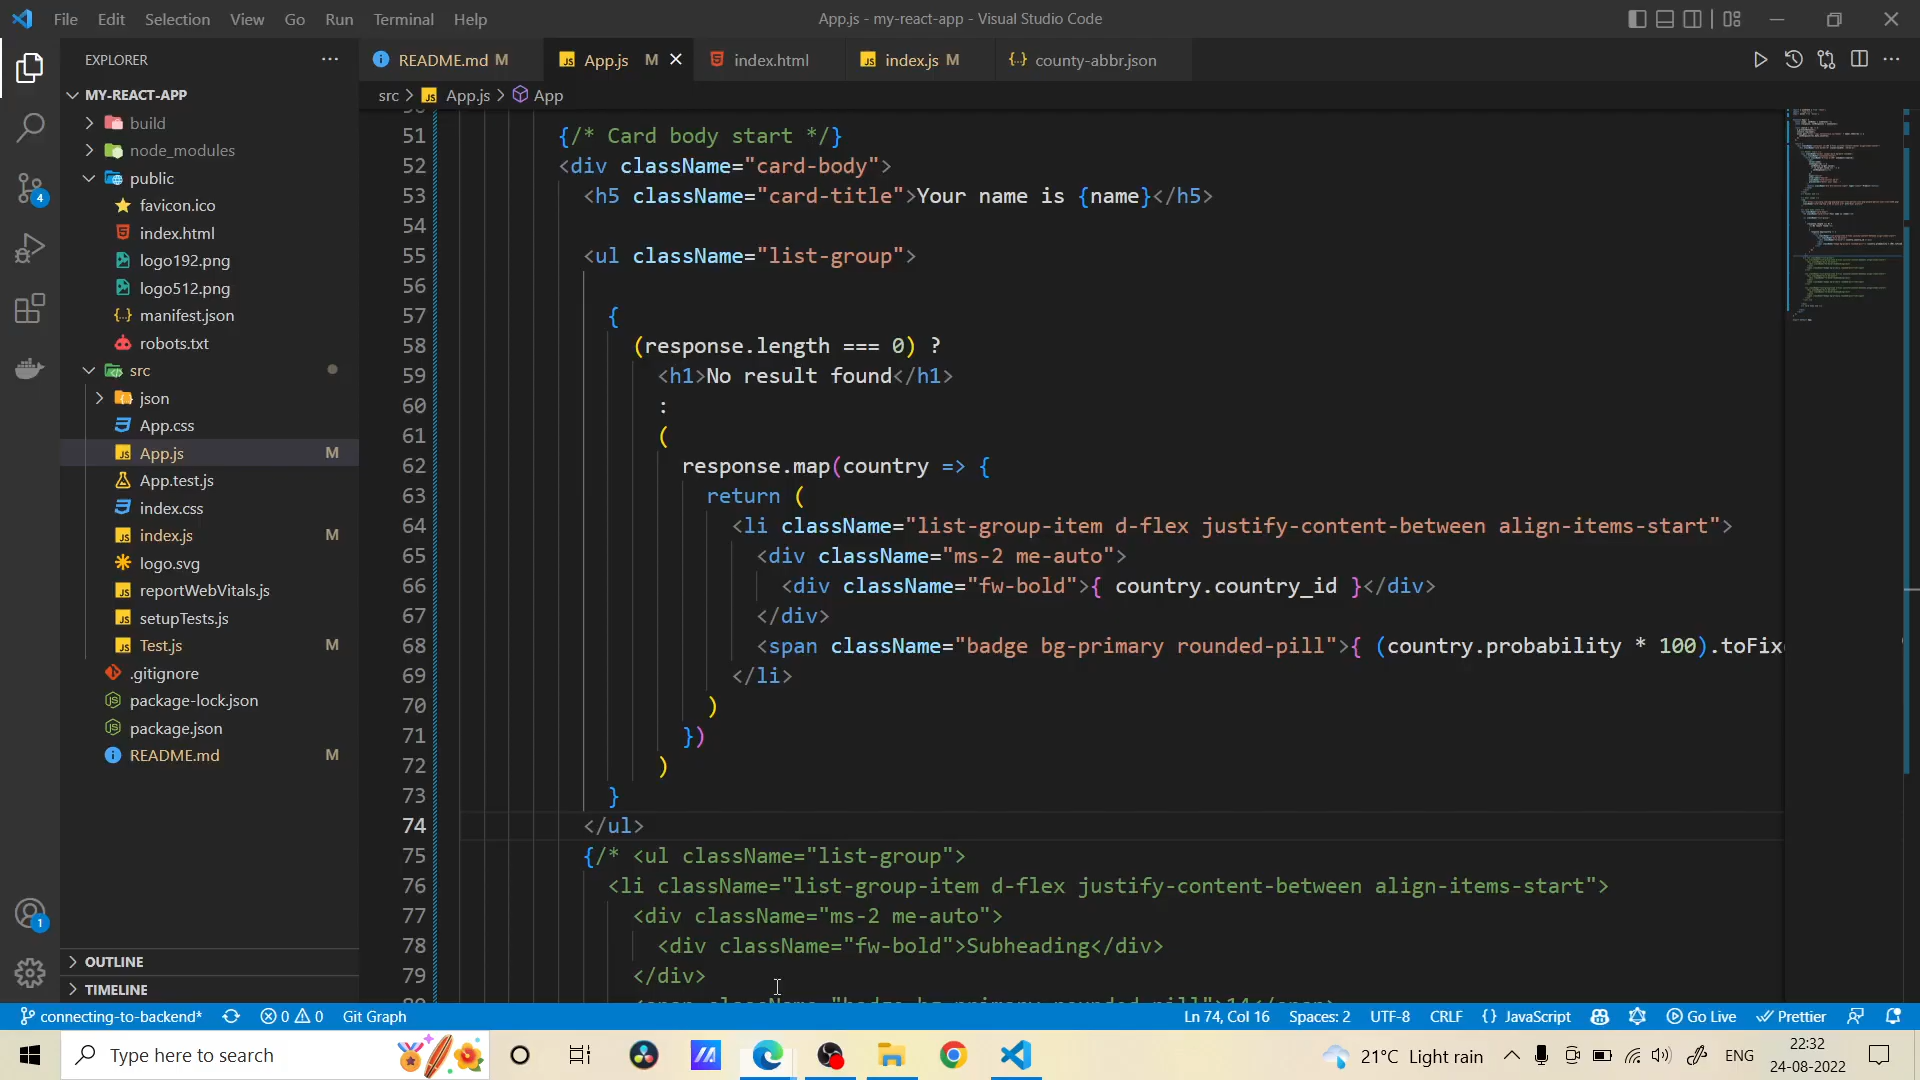 File Edit Selection View Go Run Terminal Help
App.js - my-react-app - Visual Studio Code
EXPLORER
README.md M
App.js M
index.html
index.js M
county-abbr.json
MY-REACT-APP
src > App.js > App
build
node_modules
public
favicon.ico
index.html
logo192.png
logo512.png
manifest.json
robots.txt
src
json
App.css
App.js M
App.test.js
index.css
index.js M
logo.svg
reportWebVitals.js
setupTests.js
Test.js M
.gitignore
package-lock.json
package.json
README.md M
OUTLINE
TIMELINE
4
1
51 {/* Card body start */}
52 <div className="card-body">
53 <h5 className="card-title">Your name is {name}</h5>
54
55 <ul className="list-group">
56
57 {
58 (response.length === 0) ?
59 <h1>No result found</h1>
60 :
61 (
62 response.map(country => {
63 return (
64 <li className="list-group-item d-flex justify-content-between align-items-start">
65 <div className="ms-2 me-auto">
66 <div className="fw-bold">{ country.country_id }</div>
67 </div>
68 <span className="badge bg-primary rounded-pill">{ (country.probability * 100).toFix
69 </li>
70 )
71 })
72 )
73 }
74 </ul>
75 {/* <ul className="list-group">
76 <li className="list-group-item d-flex justify-content-between align-items-start">
77 <div className="ms-2 me-auto">
78 <div className="fw-bold">Subheading</div>
79 </div>
80 <span className="badge bg-primary rounded-pill">14</span>
connecting-to-backend* 0 0 Git Graph
Ln 74, Col 16 Spaces: 2 UTF-8 CRLF {} JavaScript Go Live Prettier
Type here to search
21°C Light rain
ENG
22:32
24-08-2022